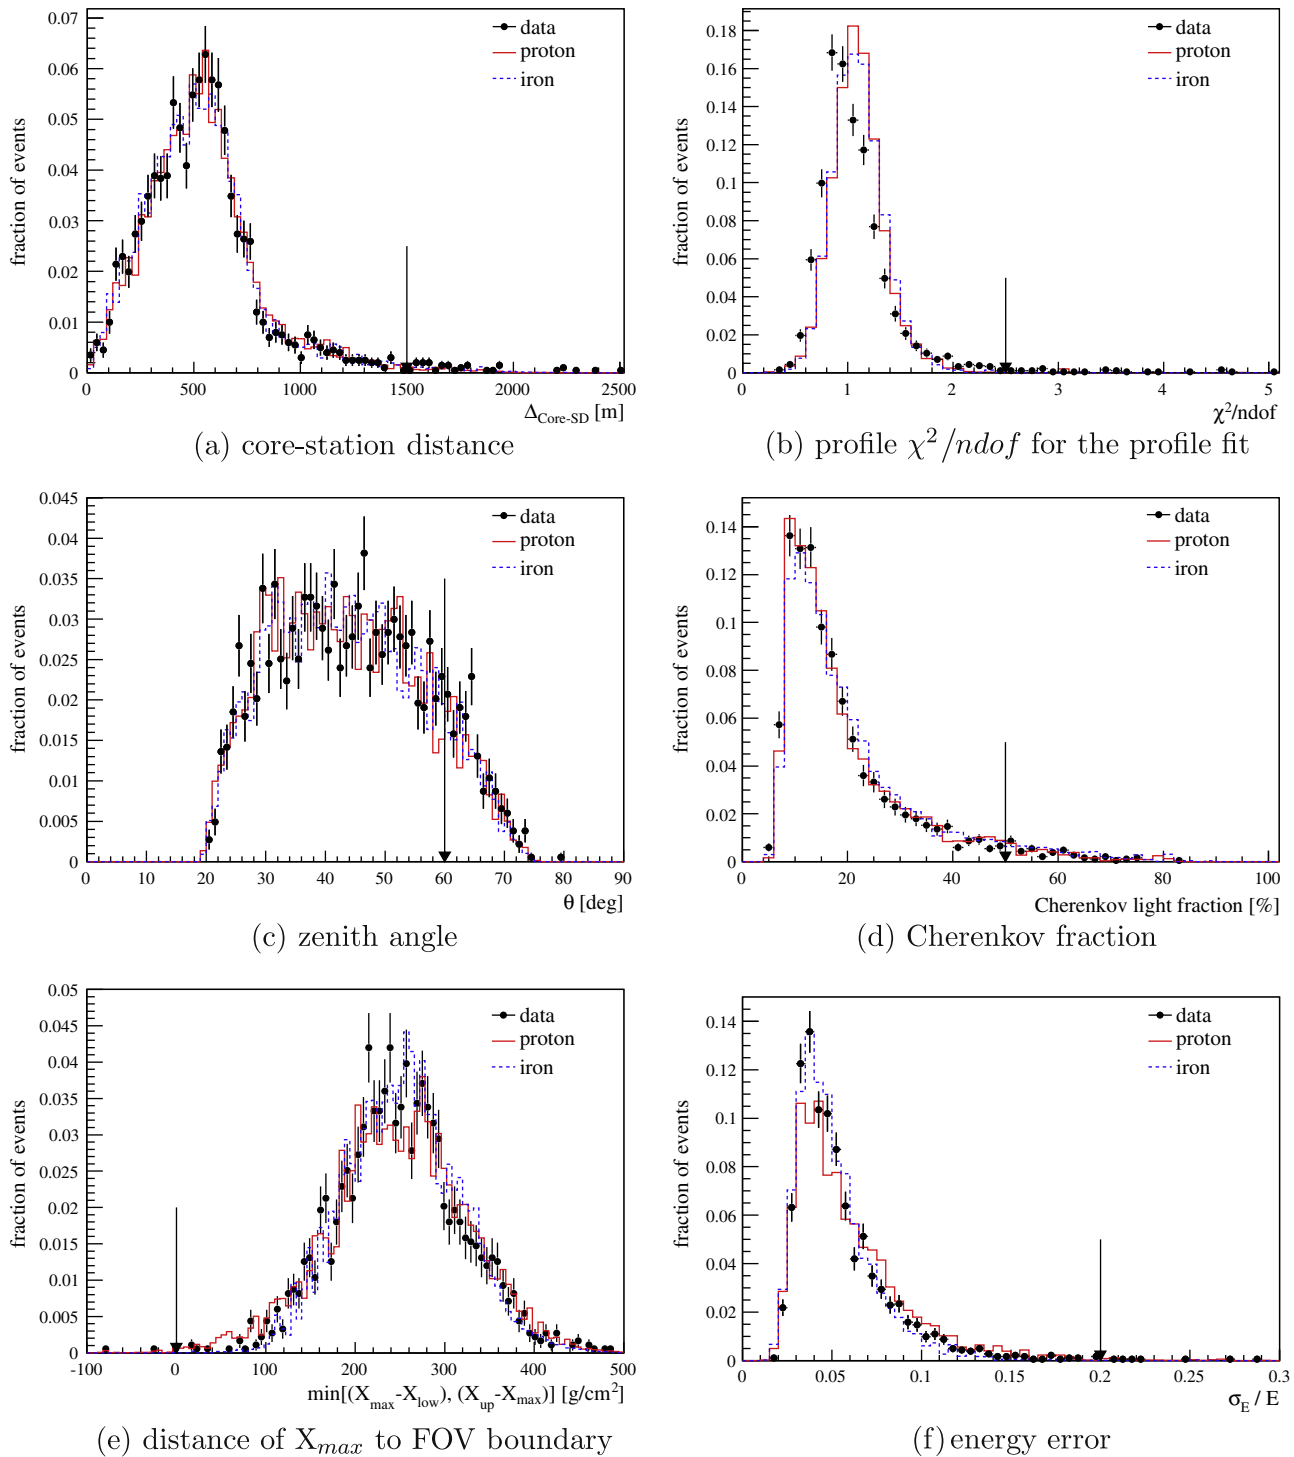 0.07
0.06
0.05
0.04
0.03
0.02
0.01
0
fraction of events
data
proton
iron
0 500 1000 1500 2000 2500
Δ_Core-SD [m]
(a) core-station distance
0.18
0.16
0.14
0.12
0.1
0.08
0.06
0.04
0.02
0
fraction of events
data
proton
iron
0 1 2 3 4 5
χ²/ndof
(b) profile χ²/ndof for the profile fit
0.045
0.04
0.035
0.03
0.025
0.02
0.015
0.01
0.005
0
fraction of events
data
proton
iron
0 10 20 30 40 50 60 70 80 90
θ [deg]
(c) zenith angle
0.14
0.12
0.1
0.08
0.06
0.04
0.02
0
fraction of events
data
proton
iron
0 20 40 60 80 100
Cherenkov light fraction [%]
(d) Cherenkov fraction
0.05
0.045
0.04
0.035
0.03
0.025
0.02
0.015
0.01
0.005
0
fraction of events
data
proton
iron
-100 0 100 200 300 400 500
min[(X_max-X_low), (X_up-X_max)] [g/cm²]
(e) distance of X_max to FOV boundary
0.14
0.12
0.1
0.08
0.06
0.04
0.02
0
fraction of events
data
proton
iron
0 0.05 0.1 0.15 0.2 0.25 0.3
σ_E / E
(f) energy error